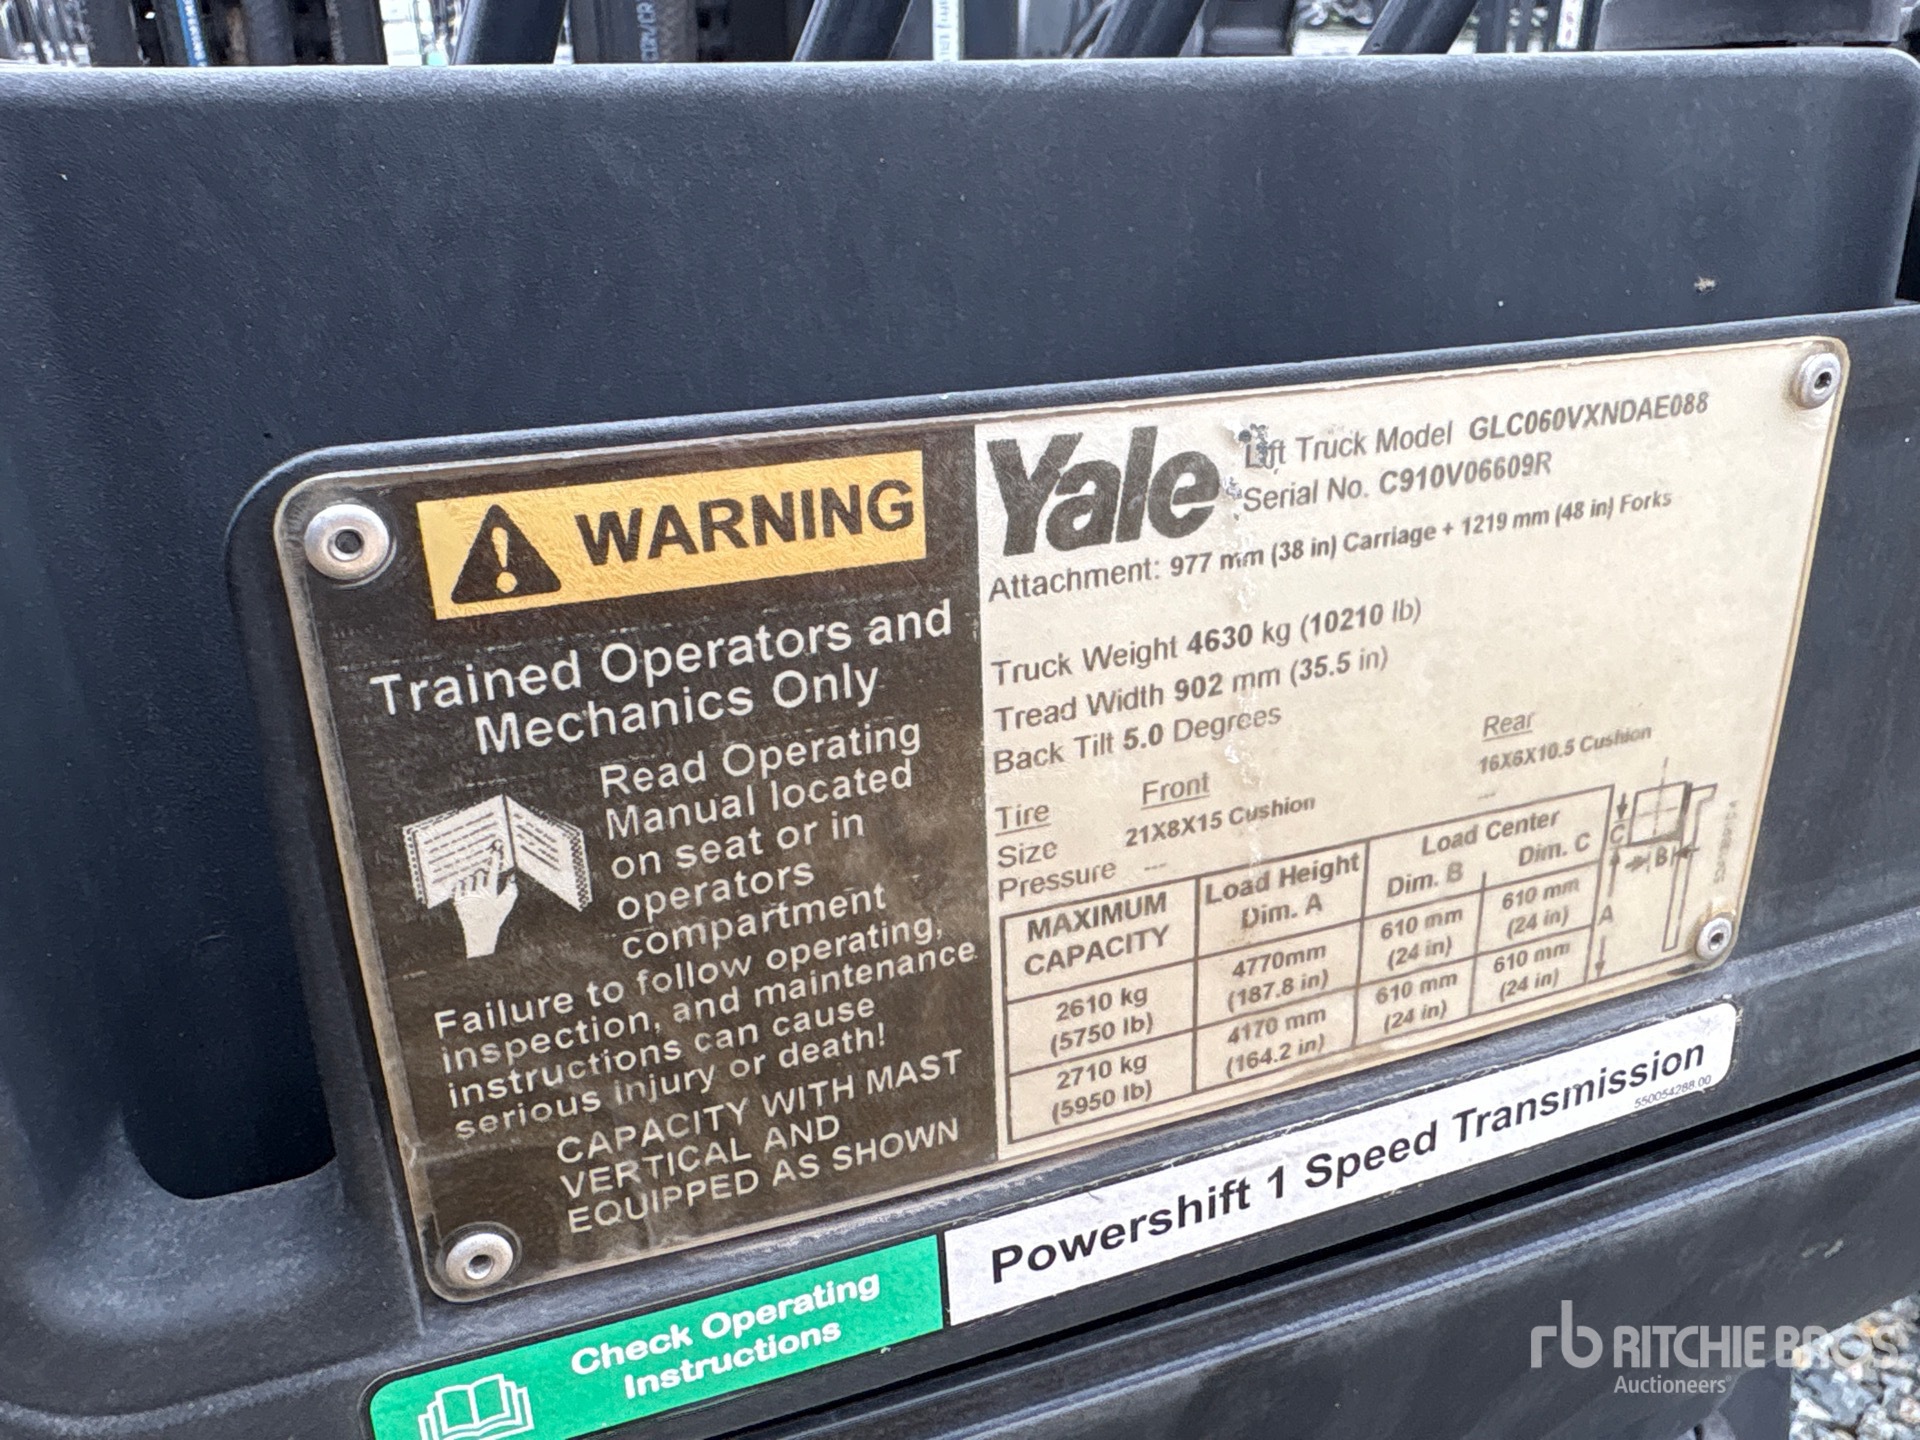 WARNING
Trained Operators and
Mechanics Only
Read Operating
Manual located
on seat or in
operators
compartment
Failure to follow operating,
inspection, and maintenance
instructions can cause
serious injury or death!
CAPACITY WITH MAST
VERTICAL AND
EQUIPPED AS SHOWN
Yale
Lift Truck Model GLC060VXNDAE088
Serial No. C910V06609R
Attachment: 977 mm (38 in) Carriage + 1219 mm (48 in) Forks
Truck Weight 4630 kg (10210 lb)
Tread Width 902 mm (35.5 in)
Back Tilt 5.0 Degrees
Tire Front Rear
Size 21X8X15 Cushion 16X6X10.5 Cushion
Pressure --- ---
MAXIMUM CAPACITY Load Height Dim. A Load Center Dim. B Dim. C
2610 kg (5750 lb) 4770mm (187.8 in) 610 mm (24 in) 610 mm (24 in)
2710 kg (5950 lb) 4170 mm (164.2 in) 610 mm (24 in) 610 mm (24 in)
C
B
A
Powershift 1 Speed Transmission
550054288.00
Check Operating
Instructions
rb RITCHIE BROS
Auctioneers